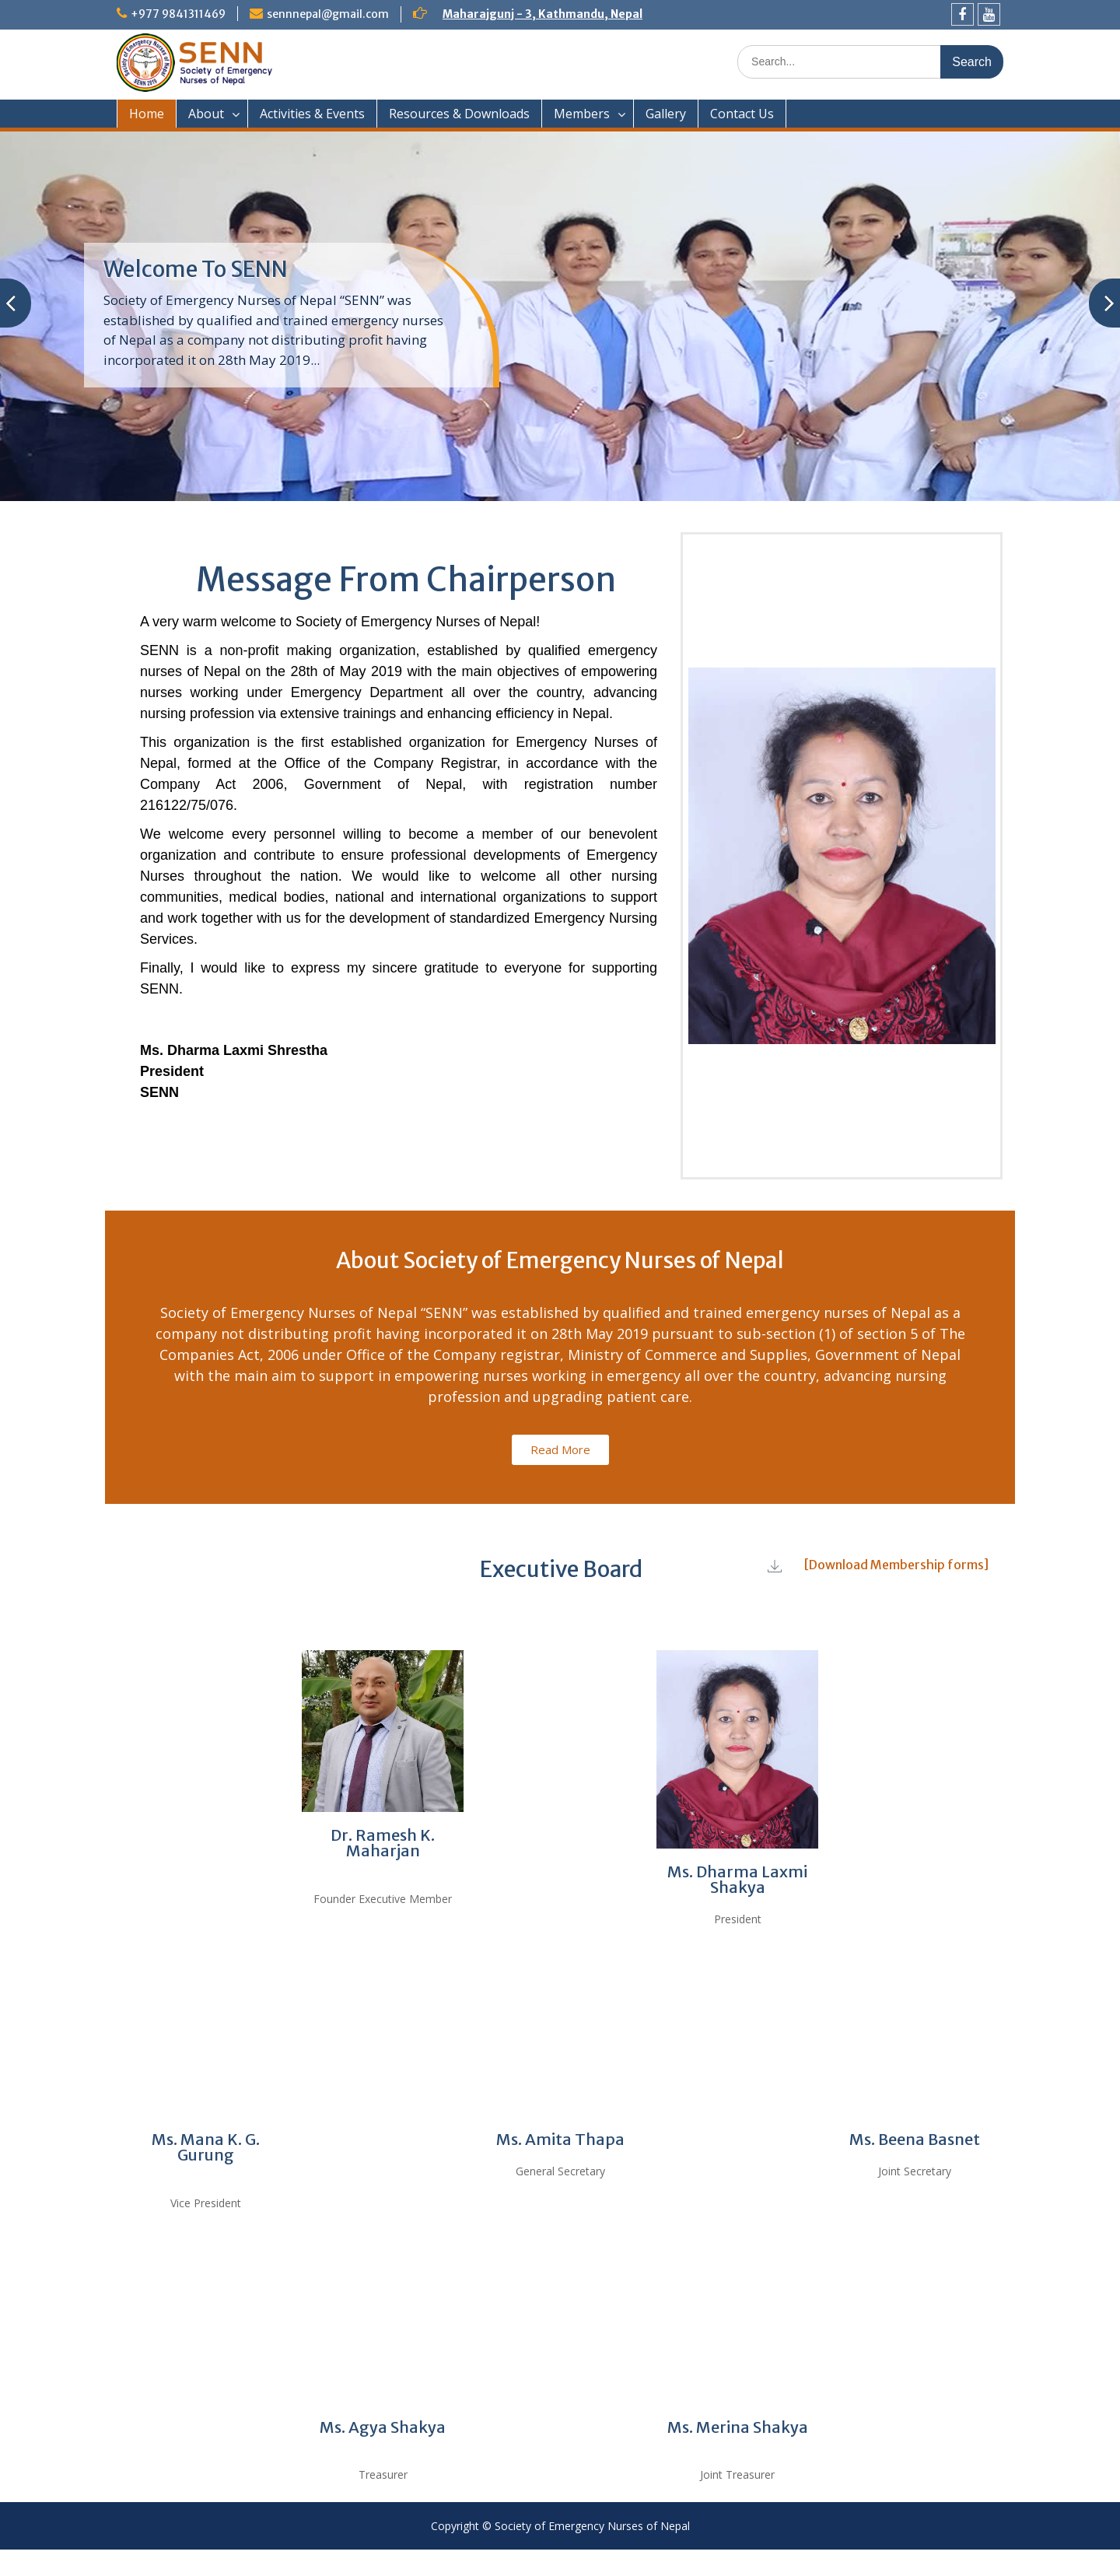 +977 9841311469
sennnepal@gmail.com
Maharajgunj - 3, Kathmandu, Nepal
Society of Emergency Nurses of Nepal
SENN 2019
SENN
Society of Emergency
Nurses of Nepal
Search...
Search
Home
About
Activities & Events
Resources & Downloads
Members
Gallery
Contact Us
Welcome To SENN
Society of Emergency Nurses of Nepal “SENN” was
established by qualified and trained emergency nurses
of Nepal as a company not distributing profit having
incorporated it on 28th May 2019...
Message From Chairperson
A very warm welcome to Society of Emergency Nurses of Nepal!
SENN is a non-profit making organization, established by qualified emergency
nurses of Nepal on the 28th of May 2019 with the main objectives of empowering
nurses working under Emergency Department all over the country, advancing
nursing profession via extensive trainings and enhancing efficiency in Nepal.
This organization is the first established organization for Emergency Nurses of
Nepal, formed at the Office of the Company Registrar, in accordance with the
Company Act 2006, Government of Nepal, with registration number
216122/75/076.
We welcome every personnel willing to become a member of our benevolent
organization and contribute to ensure professional developments of Emergency
Nurses throughout the nation. We would like to welcome all other nursing
communities, medical bodies, national and international organizations to support
and work together with us for the development of standardized Emergency Nursing
Services.
Finally, I would like to express my sincere gratitude to everyone for supporting
SENN.
Ms. Dharma Laxmi Shrestha
President
SENN
About Society of Emergency Nurses of Nepal
Society of Emergency Nurses of Nepal “SENN” was established by qualified and trained emergency nurses of Nepal as a
company not distributing profit having incorporated it on 28th May 2019 pursuant to sub-section (1) of section 5 of The
Companies Act, 2006 under Office of the Company registrar, Ministry of Commerce and Supplies, Government of Nepal
with the main aim to support in empowering nurses working in emergency all over the country, advancing nursing
profession and upgrading patient care.
Read More
Executive Board
[Download Membership forms]
Dr. Ramesh K.
Maharjan
Founder Executive Member
Ms. Dharma Laxmi
Shakya
President
Ms. Mana K. G.
Gurung
Vice President
Ms. Amita Thapa
General Secretary
Ms. Beena Basnet
Joint Secretary
Ms. Agya Shakya
Treasurer
Ms. Merina Shakya
Joint Treasurer
Copyright © Society of Emergency Nurses of Nepal